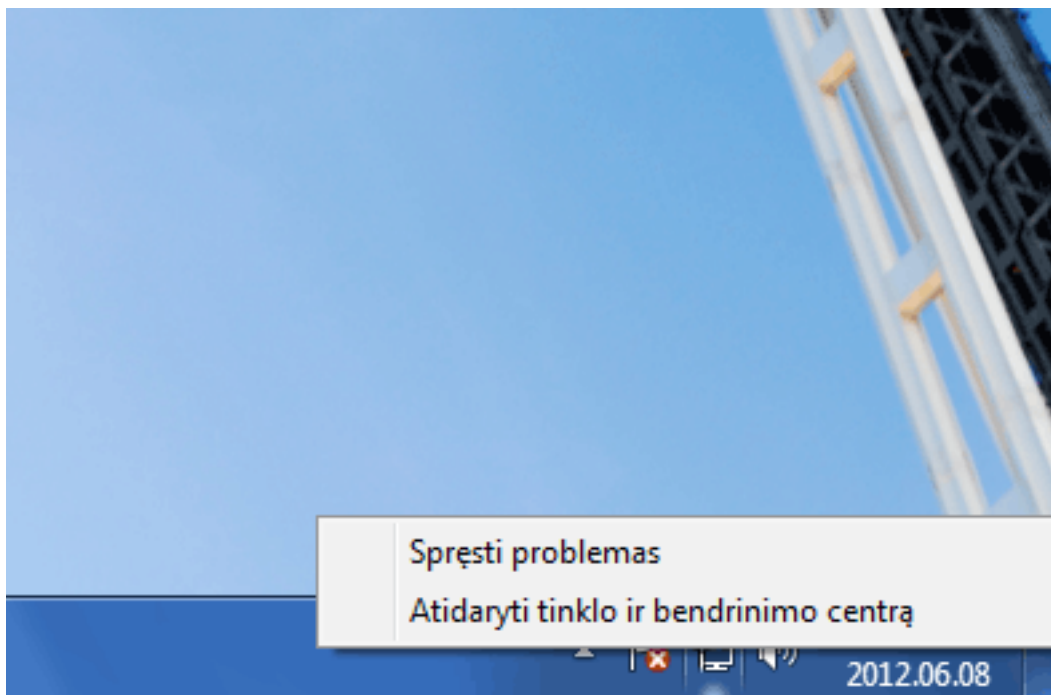 Spręsti problemas
Atidaryti tinklo ir bendrinimo centrą
2012.06.08